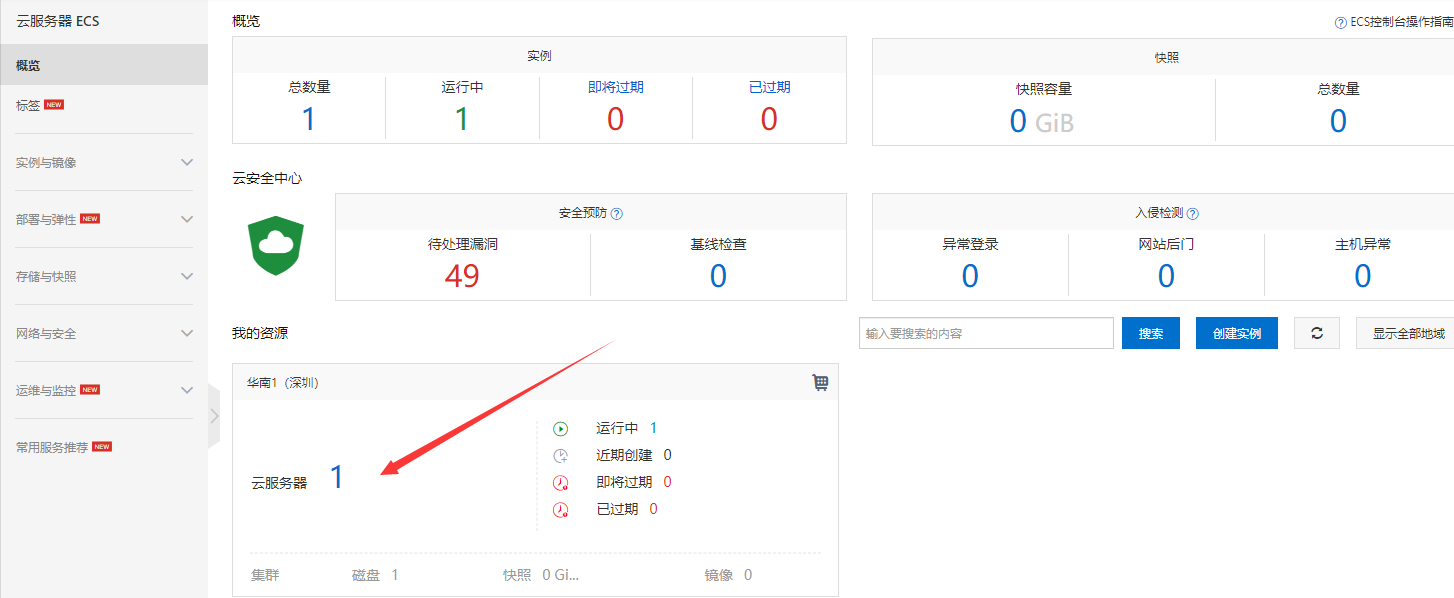 云服务器 ECS
概览
标签 NEW
实例与镜像
部署与弹性 NEW
存储与快照
网络与安全
运维与监控 NEW
常用服务推荐 NEW
概览
ECS控制台操作指南
实例
总数量 运行中 即将过期 已过期
1 1 0 0
快照
快照容量 总数量
0 GiB 0
云安全中心
安全预防
待处理漏洞 基线检查
49 0
入侵检测
异常登录 网站后门 主机异常
0 0 0
我的资源
输入要搜索的内容 搜索 创建实例 显示全部地域
华南1（深圳）
云服务器 1
运行中 1
近期创建 0
即将过期 0
已过期 0
集群 磁盘 1 快照 0 Gi... 镜像 0